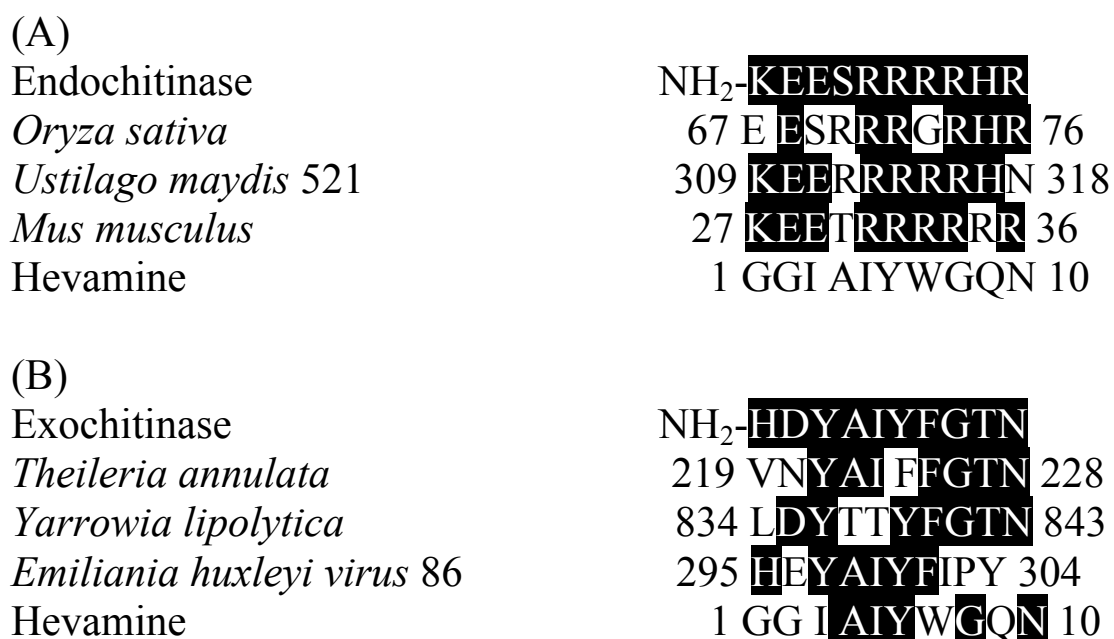 (A)
Endochitinase NH₂-KEESRRRRHR
Oryza sativa 67 E ESRRRGRHR 76
Ustilago maydis 521 309 KEERRRRRHN 318
Mus musculus 27 KEETRRRRRR 36
Hevamine 1 GGI AIYWGQN 10
(B)
Exochitinase NH₂-HDYAIYFGTN
Theileria annulata 219 VNYAI FFGTN 228
Yarrowia lipolytica 834 LDYTTYFGTN 843
Emiliania huxleyi virus 86 295 HEYAIYFIPY 304
Hevamine 1 GG I AIYWGQN 10